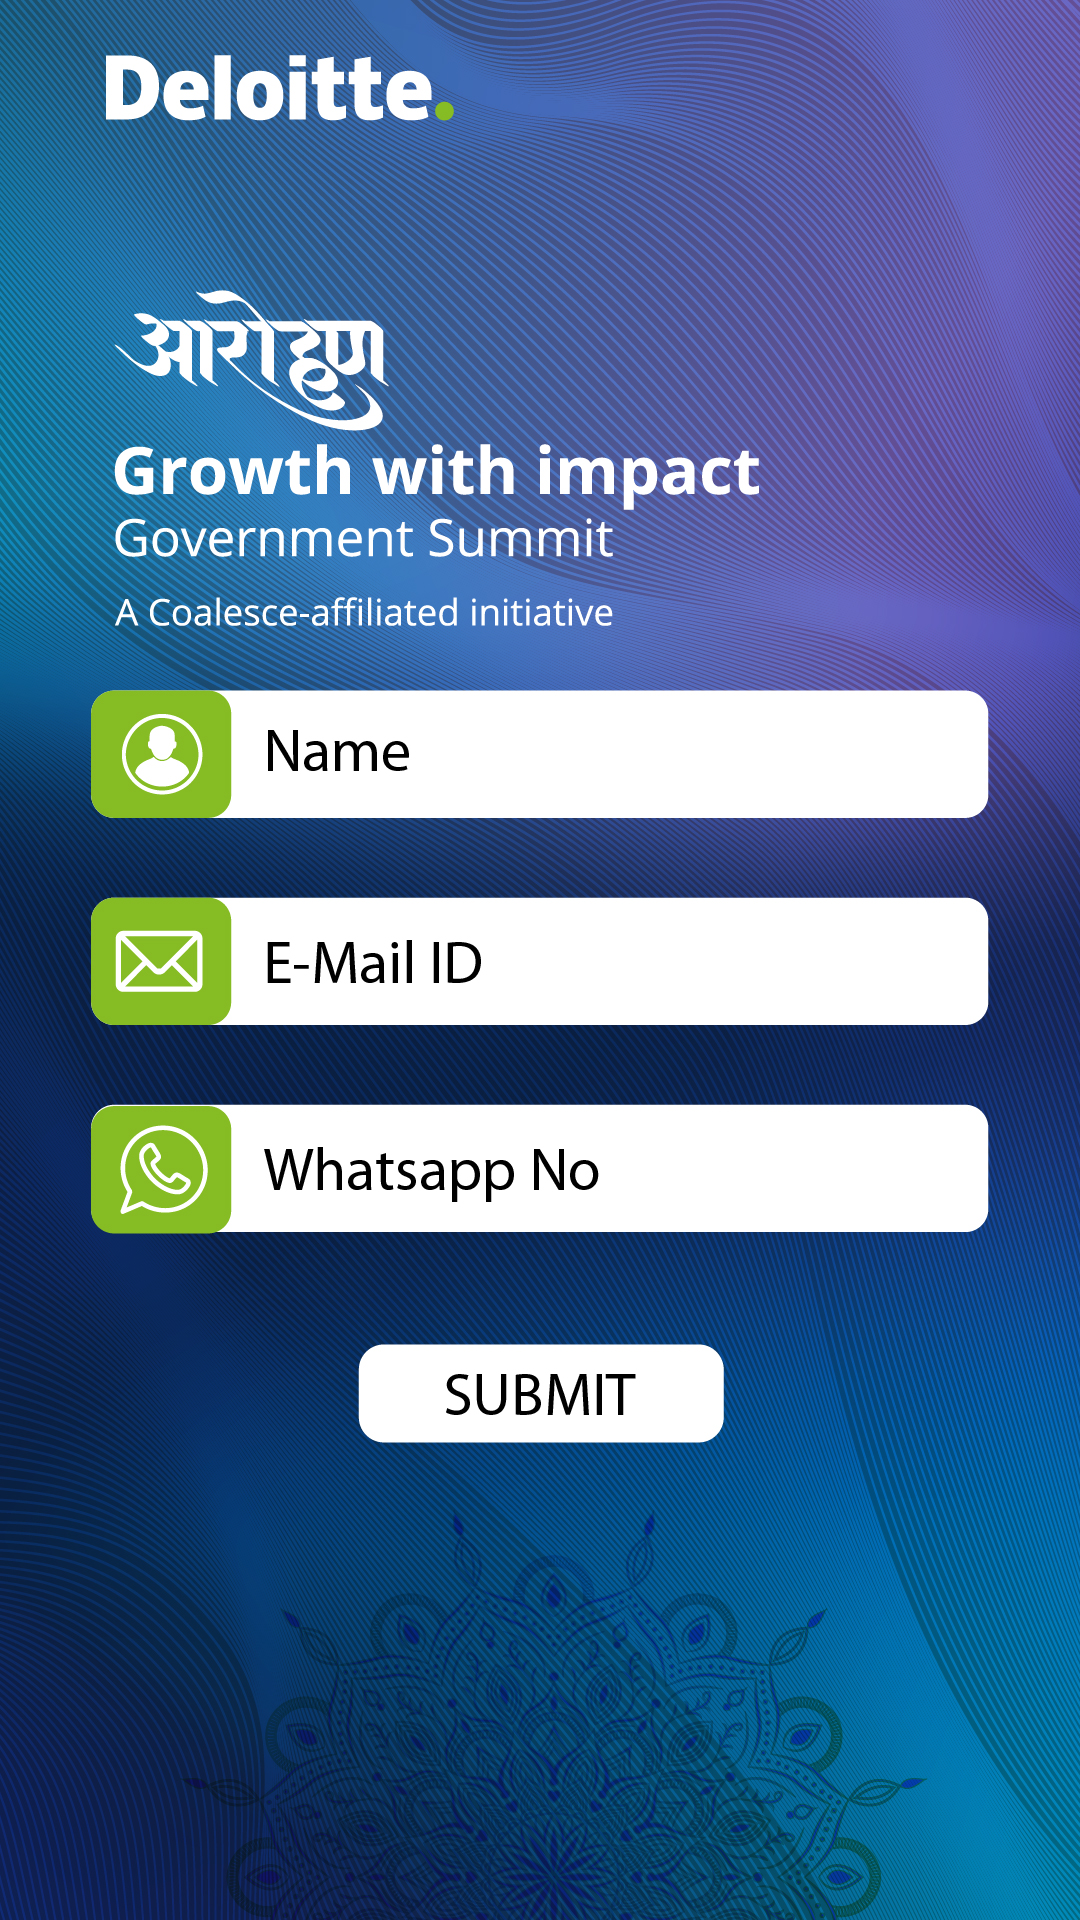 Deloitte.
आरोहण
Growth with impact
Government Summit
A Coalesce-affiliated initiative
Name
E-Mail ID
Whatsapp No
SUBMIT